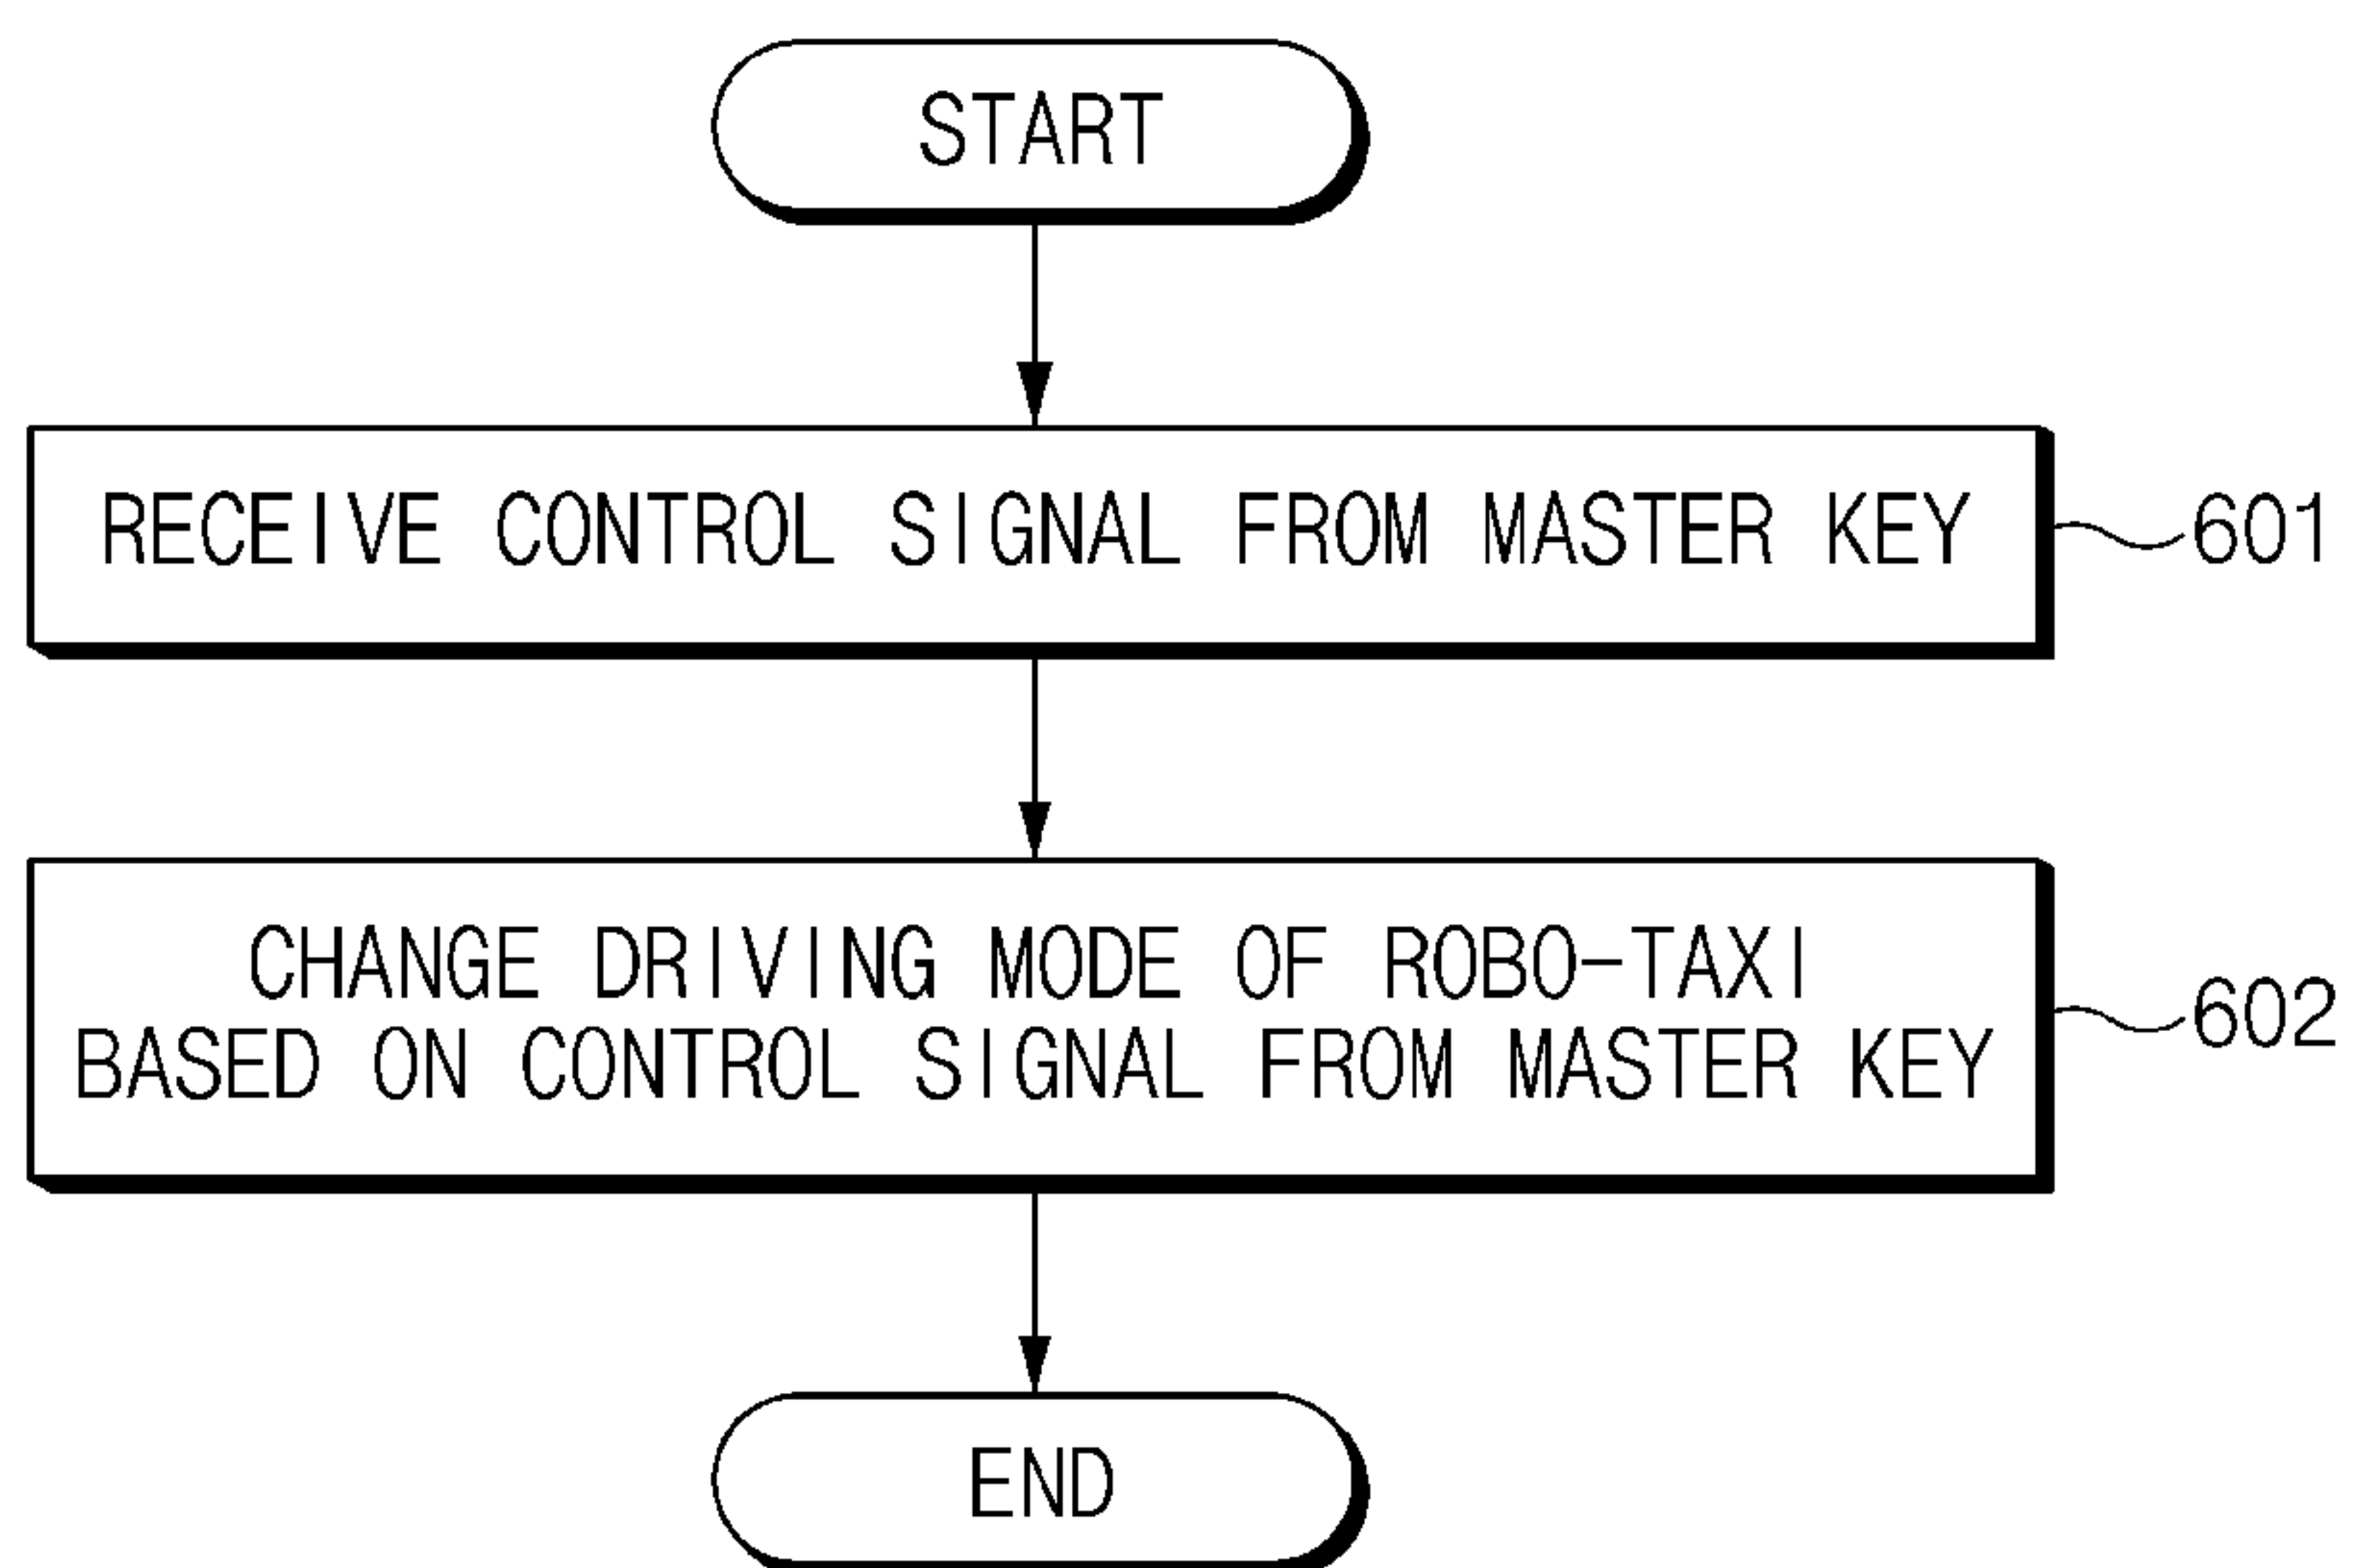 START
RECEIVE CONTROL SIGNAL FROM MASTER KEY
601
CHANGE DRIVING MODE OF ROBO-TAXI
BASED ON CONTROL SIGNAL FROM MASTER KEY
602
END